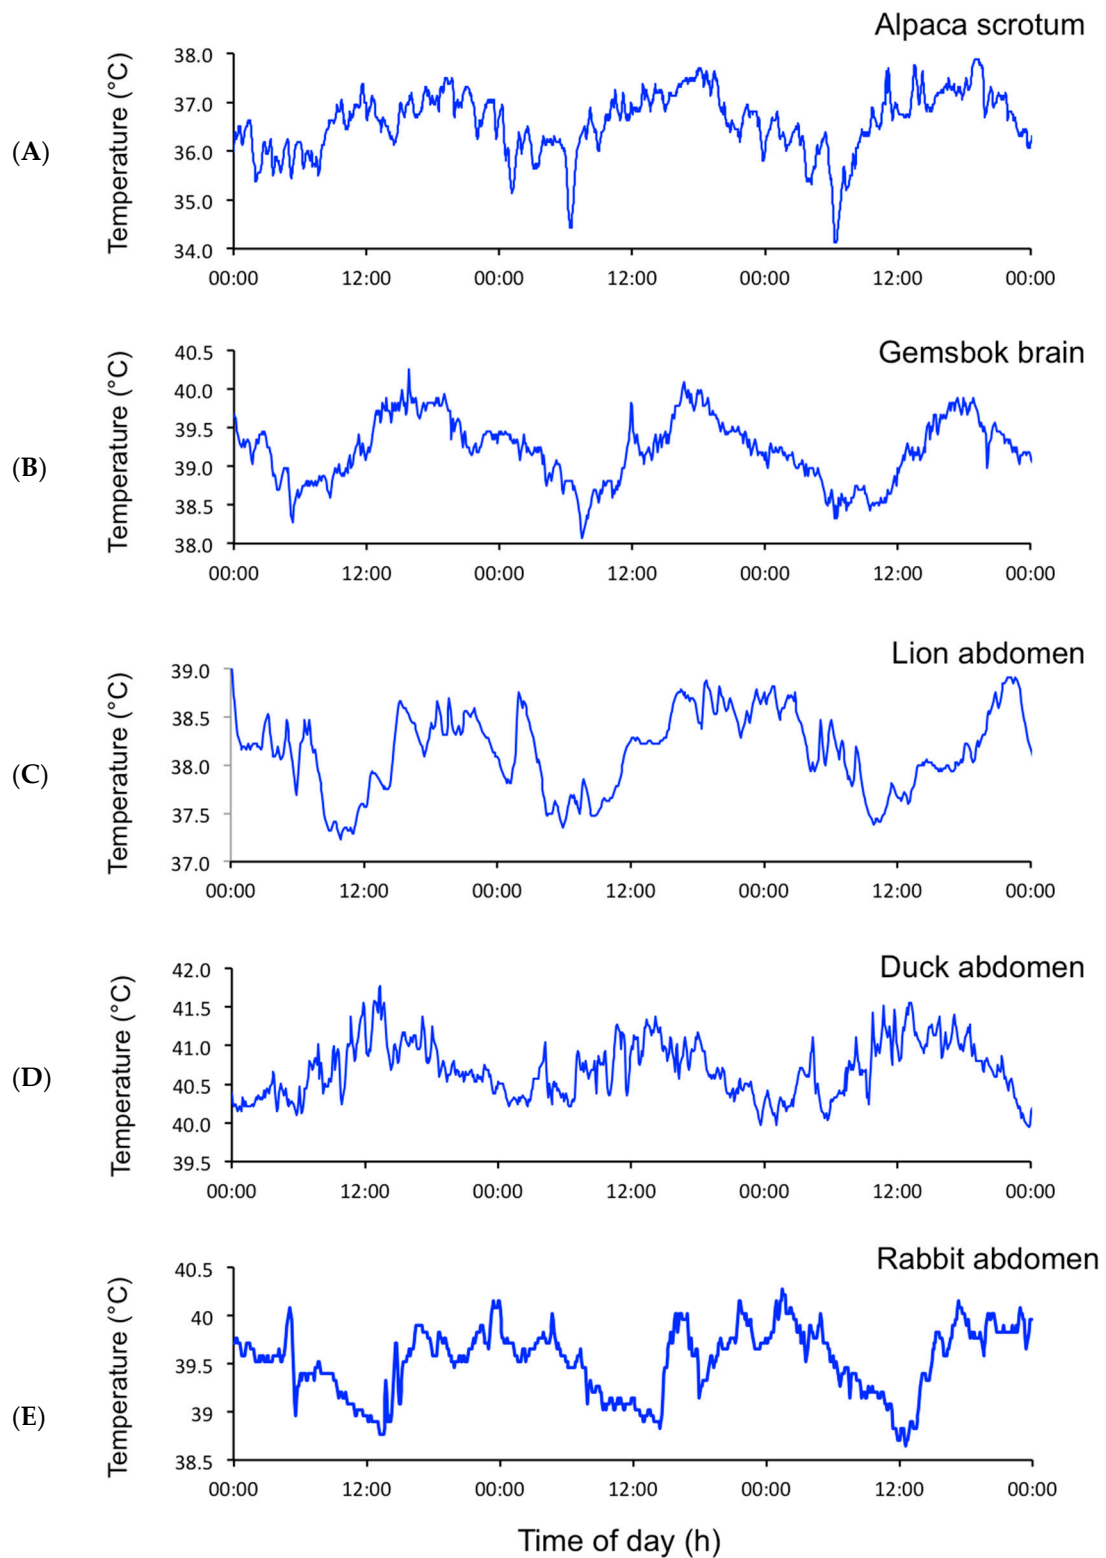 Alpaca scrotum
(A)
Temperature (°C)
38.0
37.0
36.0
35.0
34.0
00:00 12:00 00:00 12:00 00:00 12:00 00:00
Gemsbok brain
(B)
Temperature (°C)
40.5
40.0
39.5
39.0
38.5
38.0
00:00 12:00 00:00 12:00 00:00 12:00 00:00
Lion abdomen
(C)
Temperature (°C)
39.0
38.5
38.0
37.5
37.0
00:00 12:00 00:00 12:00 00:00 12:00 00:00
Duck abdomen
(D)
Temperature (°C)
42.0
41.5
41.0
40.5
40.0
39.5
00:00 12:00 00:00 12:00 00:00 12:00 00:00
Rabbit abdomen
(E)
Temperature (°C)
40.5
40
39.5
39
38.5
00:00 12:00 00:00 12:00 00:00 12:00 00:00
Time of day (h)